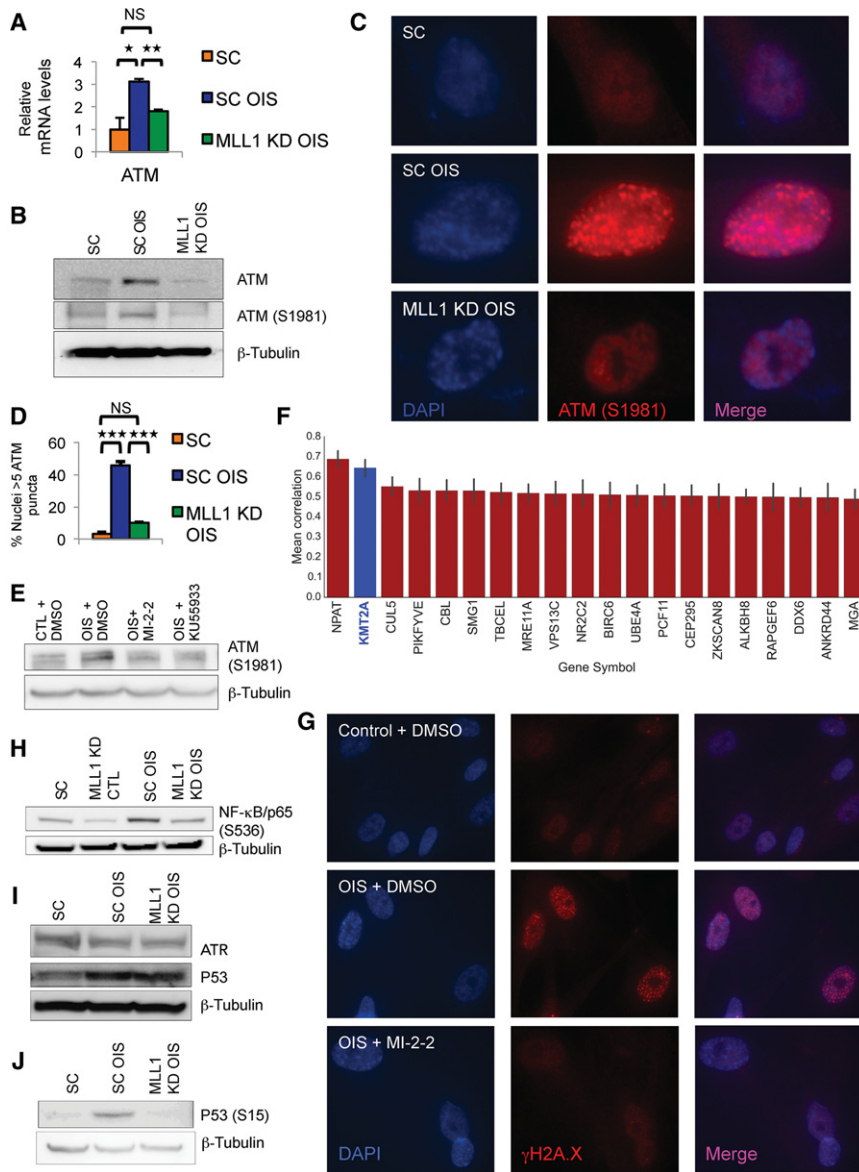 A
NS
★ ★★
Relative
mRNA levels
4
3
2
1
0
ATM
SC
SC OIS
MLL1 KD OIS
B
SC
SC OIS
MLL1
KD OIS
ATM
ATM (S1981)
β-Tubulin
C
SC
SC OIS
MLL1 KD OIS
DAPI
ATM (S1981)
Merge
D
NS
★★★ ★★★
% Nuclei >5 ATM
puncta
60
40
20
0
SC
SC OIS
MLL1 KD
OIS
E
CTL +
DMSO
OIS +
DMSO
OIS+
MI-2-2
OIS +
KU55933
ATM
(S1981)
β-Tubulin
F
Mean correlation
0.8
0.7
0.6
0.5
0.4
0.3
0.2
0.1
0.0
NPAT
KMT2A
CUL5
PIKFYVE
CBL
SMG1
TBCEL
MRE11A
VPS13C
NR2C2
BIRC6
UBE4A
PCF11
CEP295
ZKSCAN8
ALKBH8
RAPGEF6
DDX6
ANKRD44
MGA
Gene Symbol
G
Control + DMSO
OIS + DMSO
OIS + MI-2-2
DAPI
γH2A.X
Merge
H
SC
MLL1 KD
CTL
SC OIS
MLL1
KD OIS
NF-κB/p65
(S536)
β-Tubulin
I
SC
SC OIS
MLL1
KD OIS
ATR
P53
β-Tubulin
J
SC
SC OIS
MLL1
KD OIS
P53 (S15)
β-Tubulin